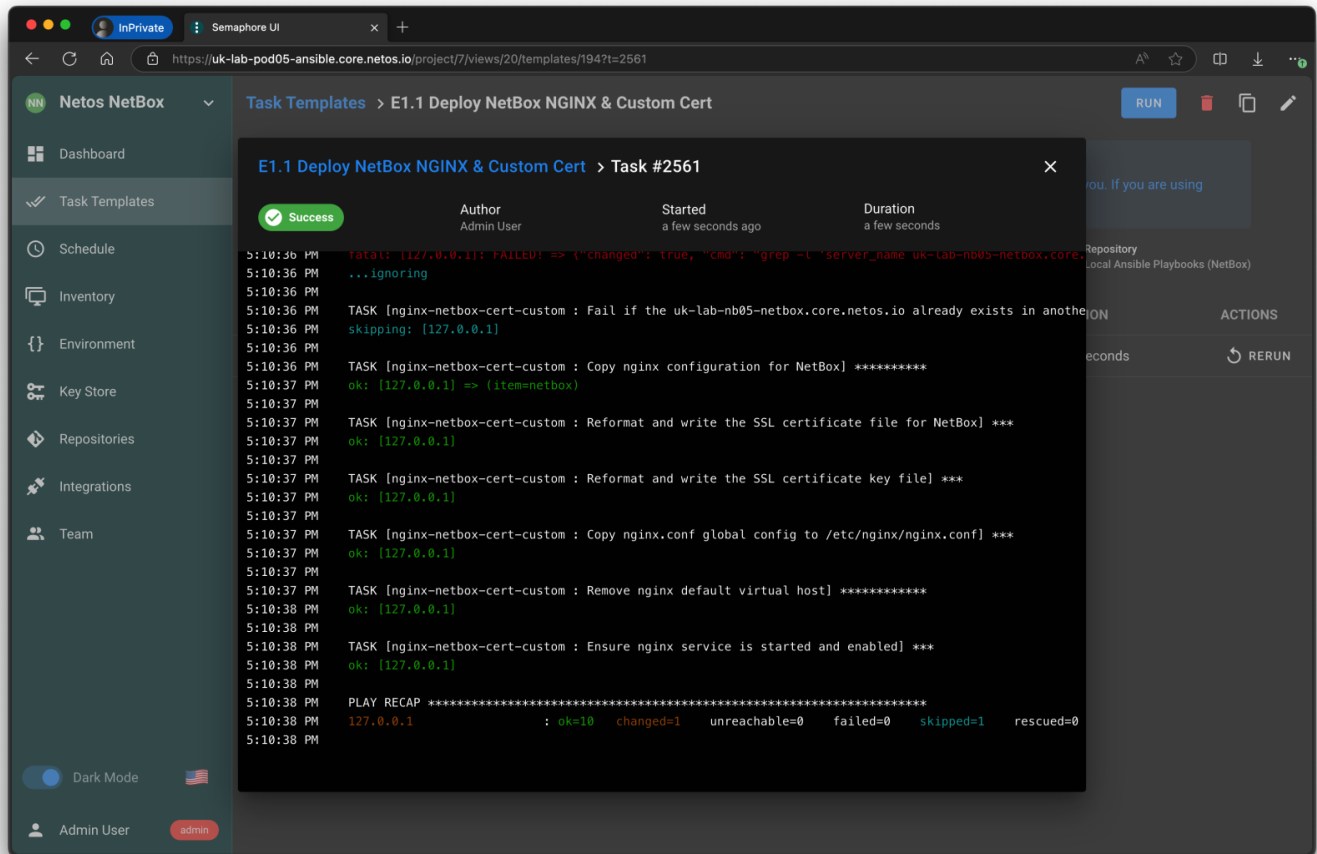 InPrivate
Semaphore UI
https://uk-lab-pod05-ansible.core.netos.io/project/7/views/20/templates/194?t=2561
NN
Netos NetBox
Task Templates > E1.1 Deploy NetBox NGINX & Custom Cert
RUN
Dashboard
Task Templates
Schedule
Inventory
Environment
Key Store
Repositories
Integrations
Team
Dark Mode
Admin User
admin
you. If you are using
Repository
Local Ansible Playbooks (NetBox)
ION
ACTIONS
econds
RERUN
E1.1 Deploy NetBox NGINX & Custom Cert > Task #2561
Success
Author
Admin User
Started
a few seconds ago
Duration
a few seconds
5:10:36 PM fatal: [127.0.0.1]: FAILED! => {"changed": true, "cmd": "grep -l 'server_name uk-lab-nb05-netbox.core.
5:10:36 PM ...ignoring
5:10:36 PM
5:10:36 PM TASK [nginx-netbox-cert-custom : Fail if the uk-lab-nb05-netbox.core.netos.io already exists in anothe
5:10:36 PM skipping: [127.0.0.1]
5:10:36 PM
5:10:36 PM TASK [nginx-netbox-cert-custom : Copy nginx configuration for NetBox] **********
5:10:37 PM ok: [127.0.0.1] => (item=netbox)
5:10:37 PM
5:10:37 PM TASK [nginx-netbox-cert-custom : Reformat and write the SSL certificate file for NetBox] ***
5:10:37 PM ok: [127.0.0.1]
5:10:37 PM
5:10:37 PM TASK [nginx-netbox-cert-custom : Reformat and write the SSL certificate key file] ***
5:10:37 PM ok: [127.0.0.1]
5:10:37 PM
5:10:37 PM TASK [nginx-netbox-cert-custom : Copy nginx.conf global config to /etc/nginx/nginx.conf] ***
5:10:37 PM ok: [127.0.0.1]
5:10:37 PM
5:10:37 PM TASK [nginx-netbox-cert-custom : Remove nginx default virtual host] ************
5:10:38 PM ok: [127.0.0.1]
5:10:38 PM
5:10:38 PM TASK [nginx-netbox-cert-custom : Ensure nginx service is started and enabled] ***
5:10:38 PM ok: [127.0.0.1]
5:10:38 PM
5:10:38 PM PLAY RECAP *********************************************************************
5:10:38 PM 127.0.0.1 : ok=10 changed=1 unreachable=0 failed=0 skipped=1 rescued=0
5:10:38 PM